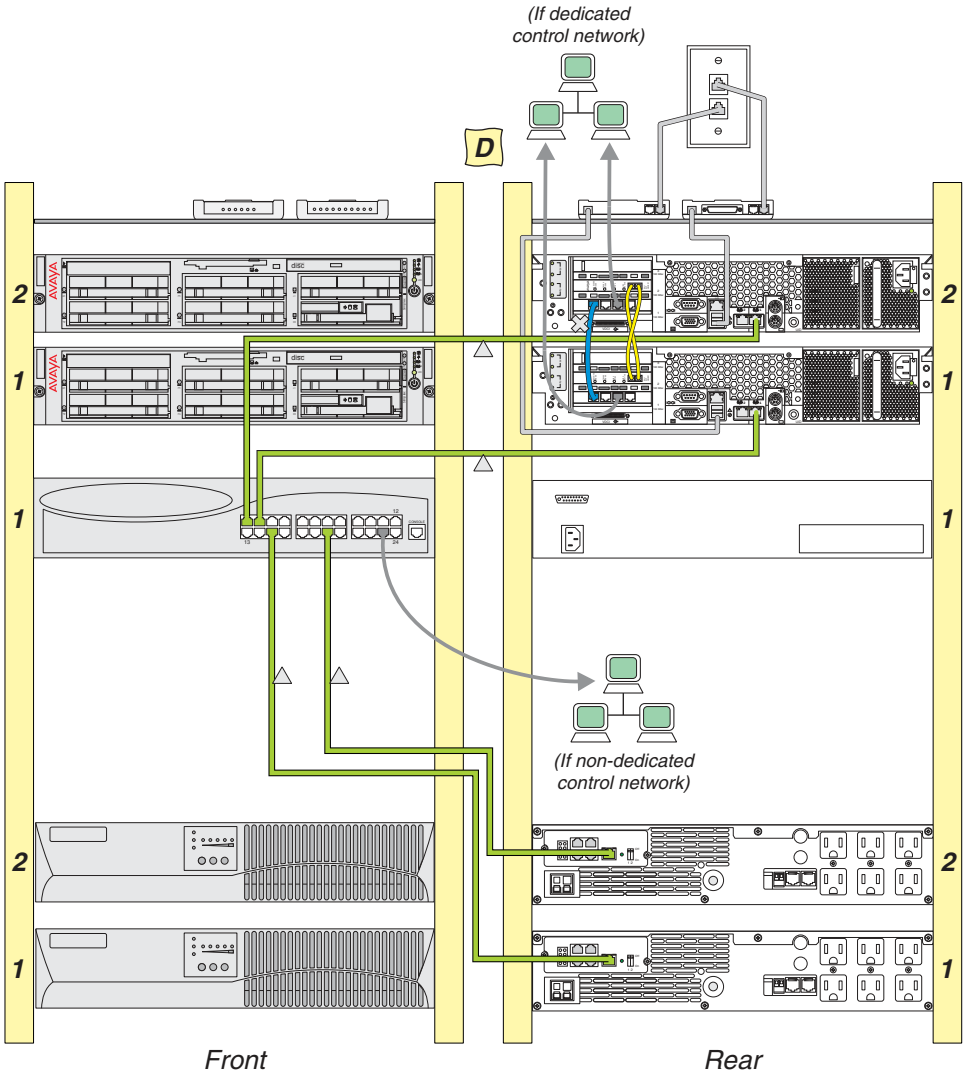 (If dedicated
control network)
D
2
AVAYA
disc
2
1
AVAYA
disc
1
1
12
CONSOLE
13
24
1
(If non-dedicated
control network)
2
2
1
1
Front
Rear